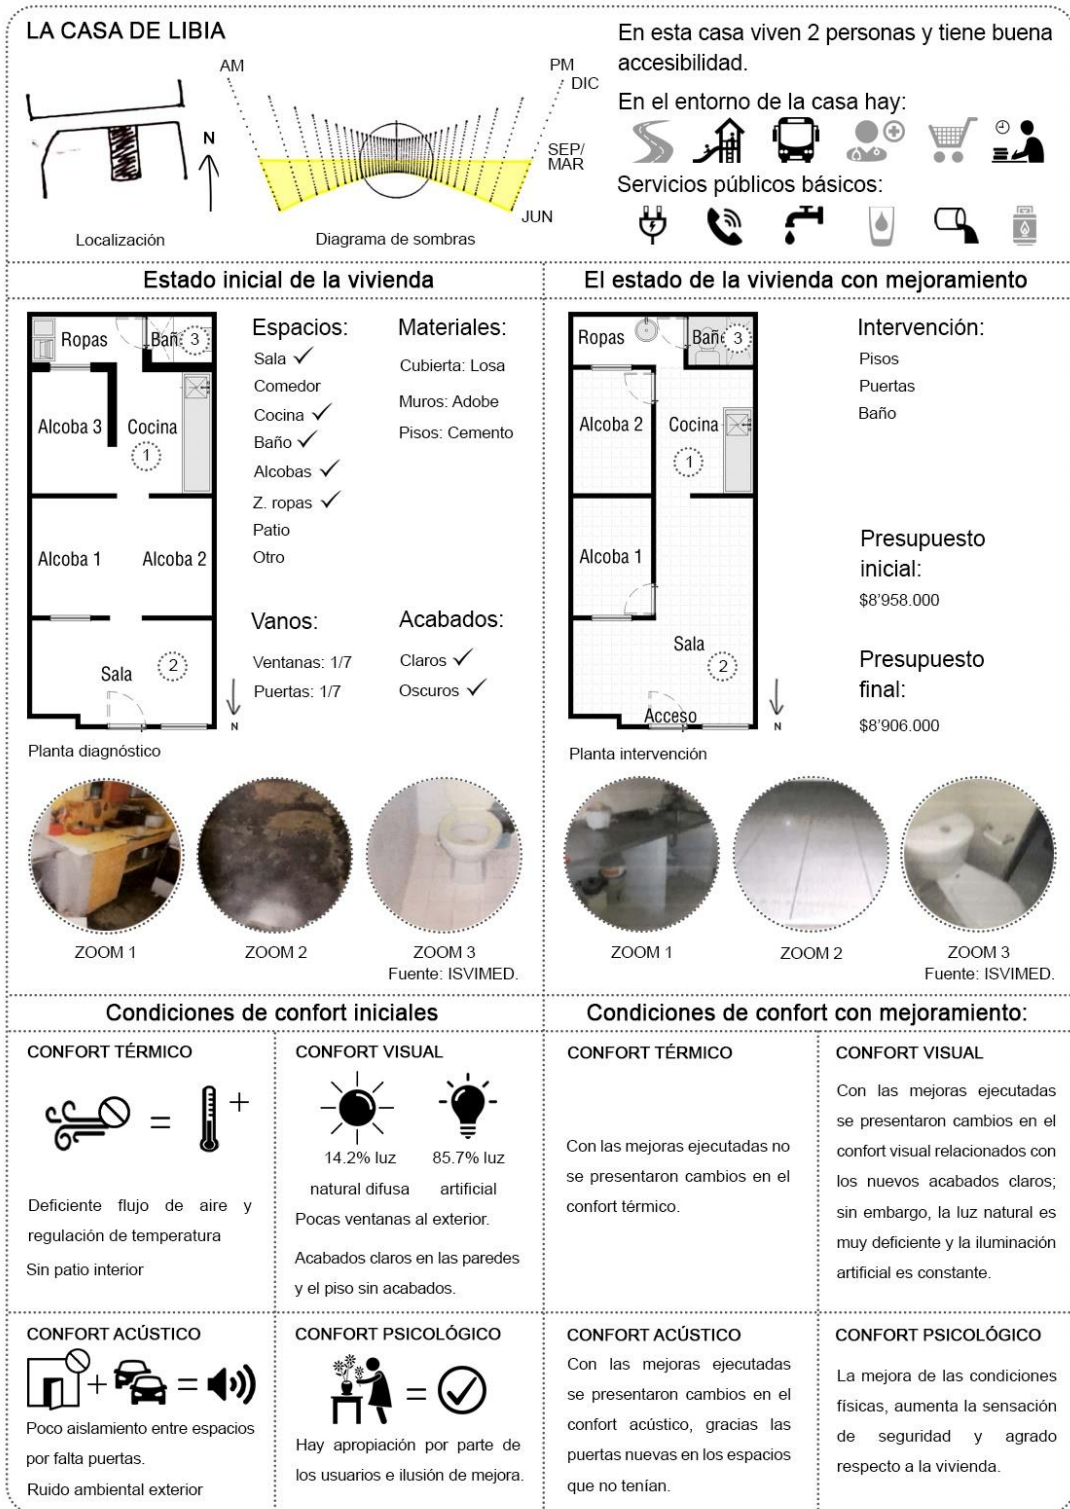 LA CASA DE LIBIA
AM
PM
DIC
N
SEP/
MAR
JUN
Localización
Diagrama de sombras
En esta casa viven 2 personas y tiene buena
accesibilidad.
En el entorno de la casa hay:
Servicios públicos básicos:
Estado inicial de la vivienda
Ropas
Bañ
3
Alcoba 3
Cocina
1
Alcoba 1
Alcoba 2
Sala
2
N
Planta diagnóstico
Espacios:
Sala ✓
Comedor
Cocina ✓
Baño ✓
Alcobas ✓
Z. ropas ✓
Patio
Otro
Materiales:
Cubierta: Losa
Muros: Adobe
Pisos: Cemento
Vanos:
Ventanas: 1/7
Puertas: 1/7
Acabados:
Claros ✓
Oscuros ✓
ZOOM 1
ZOOM 2
ZOOM 3
Fuente: ISVIMED.
El estado de la vivienda con mejoramiento
Ropas
Bañ
3
Alcoba 2
Cocina
1
Alcoba 1
Sala
2
Acceso
N
Planta intervención
Intervención:
Pisos
Puertas
Baño
Presupuesto
inicial:
$8'958.000
Presupuesto
final:
$8'906.000
ZOOM 1
ZOOM 2
ZOOM 3
Fuente: ISVIMED.
Condiciones de confort iniciales
CONFORT TÉRMICO
= +
Deficiente flujo de aire y
regulación de temperatura
Sin patio interior
CONFORT VISUAL
14.2% luz
natural difusa
85.7% luz
artificial
Pocas ventanas al exterior.
Acabados claros en las paredes
y el piso sin acabados.
CONFORT ACÚSTICO
+ =
Poco aislamiento entre espacios
por falta puertas.
Ruido ambiental exterior
CONFORT PSICOLÓGICO
=
Hay apropiación por parte de
los usuarios e ilusión de mejora.
Condiciones de confort con mejoramiento:
CONFORT TÉRMICO
Con las mejoras ejecutadas no
se presentaron cambios en el
confort térmico.
CONFORT VISUAL
Con las mejoras ejecutadas
se presentaron cambios en el
confort visual relacionados con
los nuevos acabados claros;
sin embargo, la luz natural es
muy deficiente y la iluminación
artificial es constante.
CONFORT ACÚSTICO
Con las mejoras ejecutadas
se presentaron cambios en el
confort acústico, gracias las
puertas nuevas en los espacios
que no tenían.
CONFORT PSICOLÓGICO
La mejora de las condiciones
físicas, aumenta la sensación
de seguridad y agrado
respecto a la vivienda.